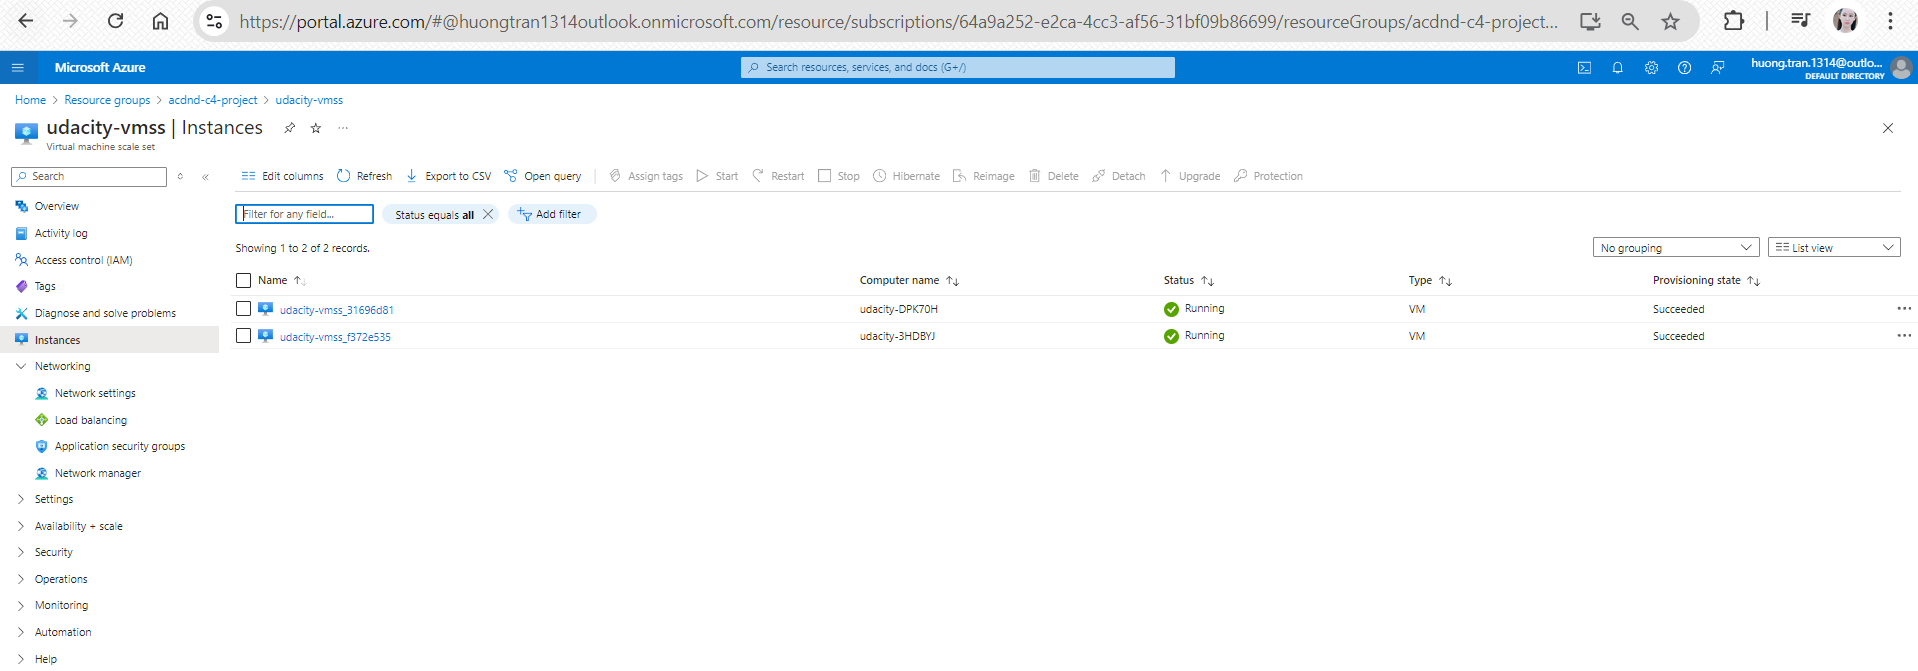 https://portal.azure.com/#@huongtran1314outlook.onmicrosoft.com/resource/subscriptions/64a9a252-e2ca-4cc3-af56-31bf09b86699/resourceGroups/acdnd-c4-project...
Microsoft Azure
Search resources, services, and docs (G+/)
huong.tran.1314@outlo...
DEFAULT DIRECTORY
Home > Resource groups > acdnd-c4-project > udacity-vmss
udacity-vmss | Instances
Virtual machine scale set
Search
Edit columns Refresh Export to CSV Open query Assign tags Start Restart Stop Hibernate Reimage Delete Detach Upgrade Protection
Overview
Activity log
Access control (IAM)
Tags
Diagnose and solve problems
Instances
Networking
Network settings
Load balancing
Application security groups
Network manager
Settings
Availability + scale
Security
Operations
Monitoring
Automation
Help
Filter for any field... Status equals all Add filter
Showing 1 to 2 of 2 records.
No grouping List view
Name Computer name Status Type Provisioning state
udacity-vmss_31696d81 udacity-DPK70H Running VM Succeeded
udacity-vmss_f372e535 udacity-3HDBYJ Running VM Succeeded